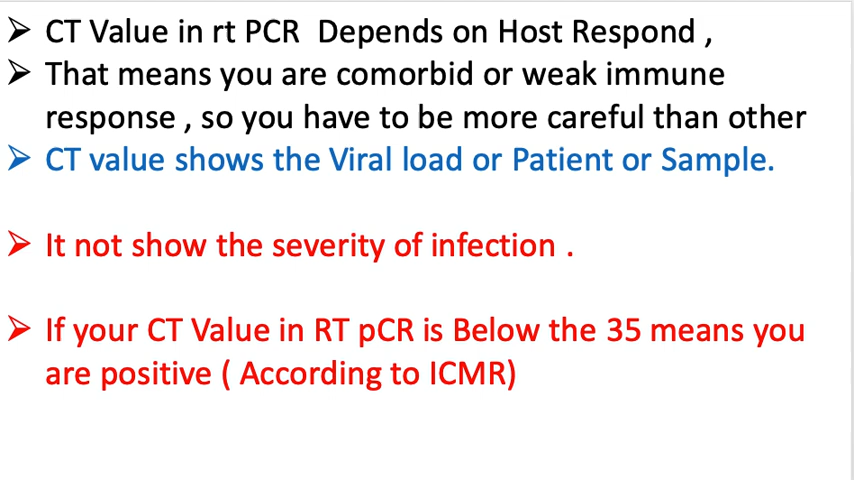 ➢ CT Value in rt PCR Depends on Host Respond ,
➢ That means you are comorbid or weak immune
response , so you have to be more careful than other
➢ CT value shows the Viral load or Patient or Sample.
➢ It not show the severity of infection .
➢ If your CT Value in RT pCR is Below the 35 means you
are positive ( According to ICMR)